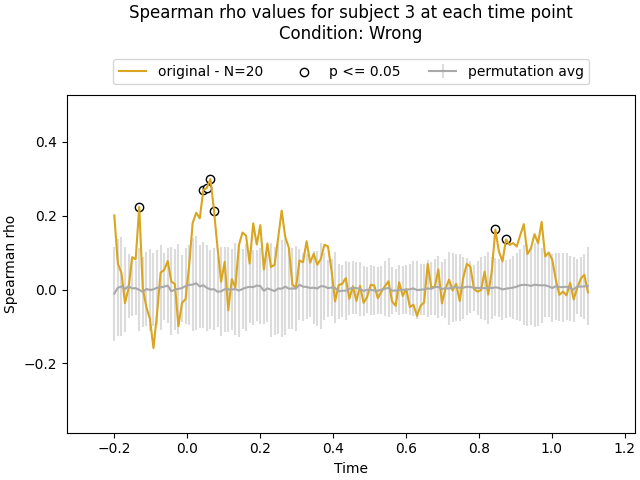 Spearman rho values for subject 3 at each time point
Condition: Wrong
original - N=20
p <= 0.05
permutation avg
Spearman rho
0.4
0.2
0.0
−0.2
−0.2
0.0
0.2
0.4
0.6
0.8
1.0
1.2
Time